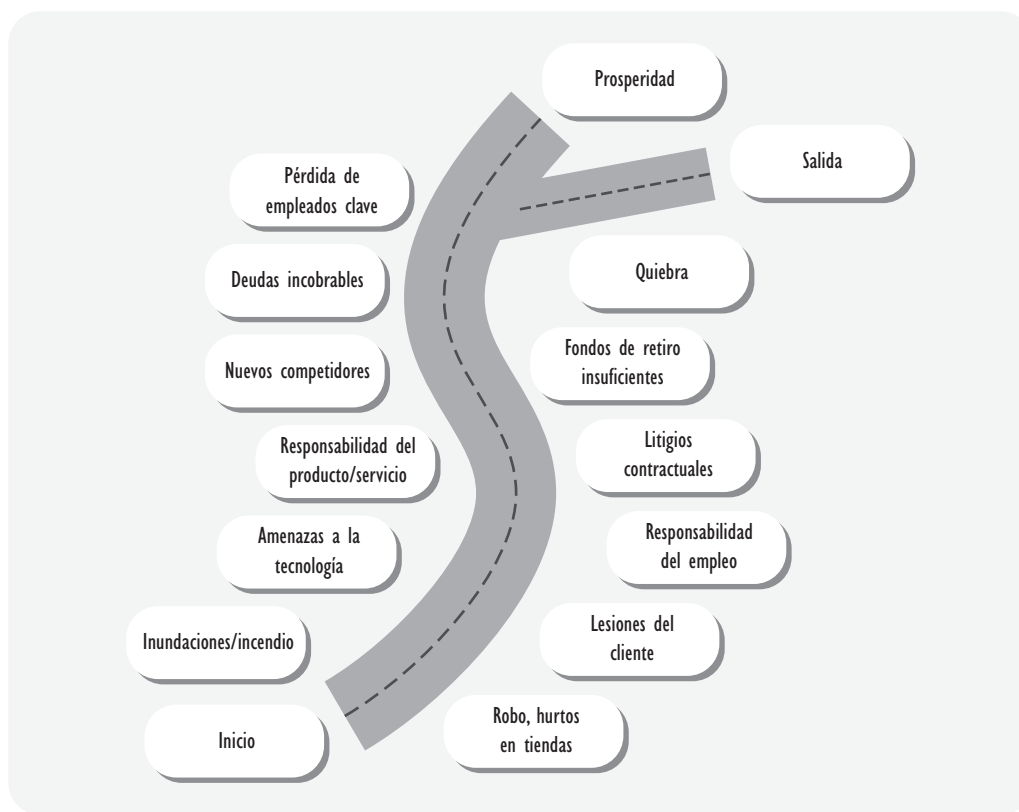 Prosperidad
Salida
Pérdida de
empleados clave
Deudas incobrables
Quiebra
Nuevos competidores
Fondos de retiro
insuficientes
Responsabilidad del
producto/servicio
Litigios
contractuales
Amenazas a la
tecnología
Responsabilidad
del empleo
Inundaciones/incendio
Lesiones del
cliente
Inicio
Robo, hurtos
en tiendas